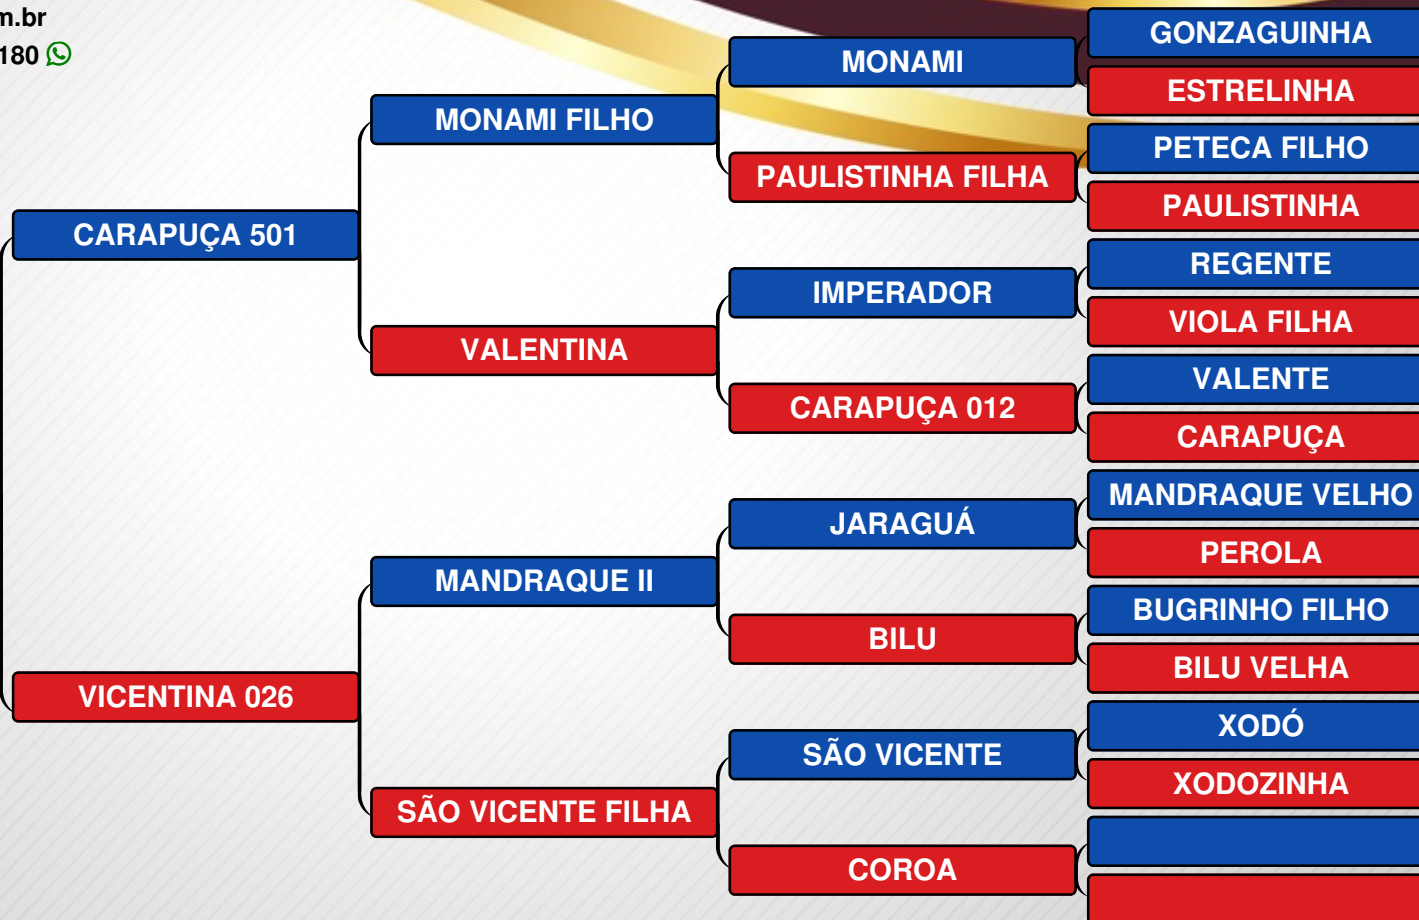 m.br
180
GONZAGUINHA
MONAMI
ESTRELINHA
MONAMI FILHO
PETECA FILHO
PAULISTINHA FILHA
PAULISTINHA
CARAPUÇA 501
REGENTE
IMPERADOR
VIOLA FILHA
VALENTINA
VALENTE
CARAPUÇA 012
CARAPUÇA
MANDRAQUE VELHO
JARAGUÁ
PEROLA
MANDRAQUE II
BUGRINHO FILHO
BILU
BILU VELHA
VICENTINA 026
XODÓ
SÃO VICENTE
XODOZINHA
SÃO VICENTE FILHA
COROA